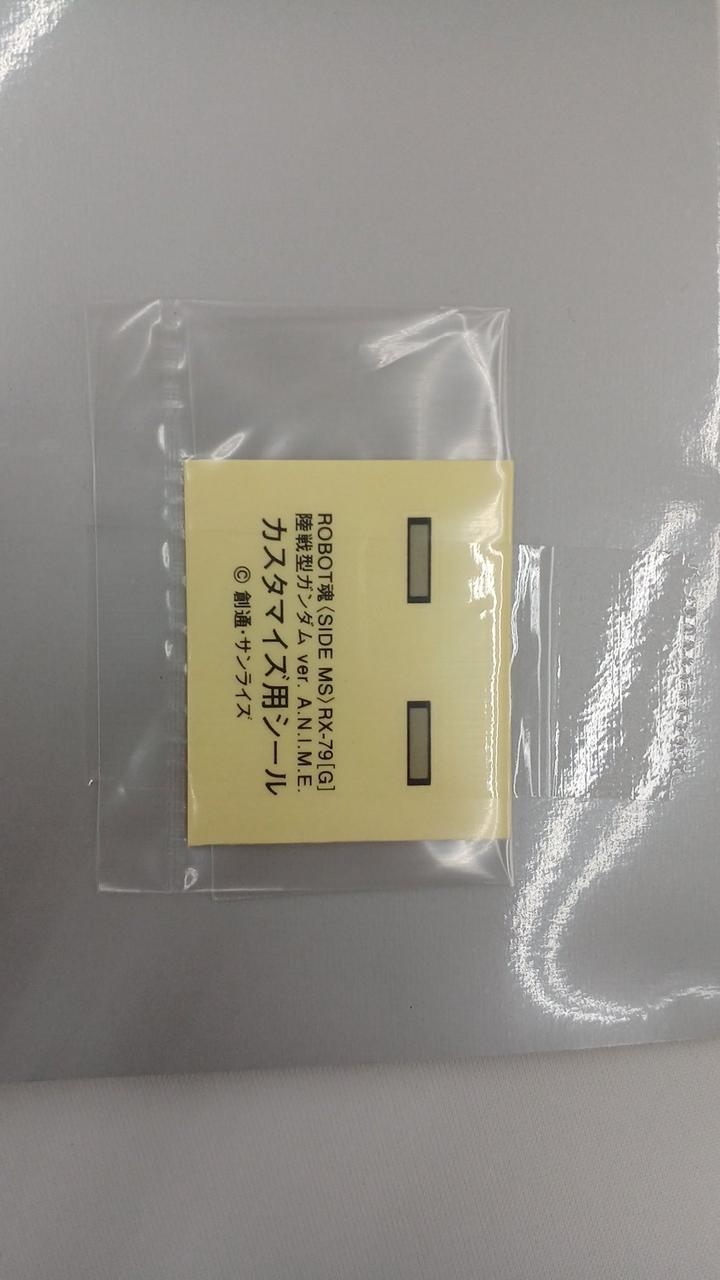 ROBOT魂〈SIDE MS〉RX-79[G]
陸戦型ガンダム ver. A.N.I.M.E.
カスタマイズ用シール
© 創通・サンライズ